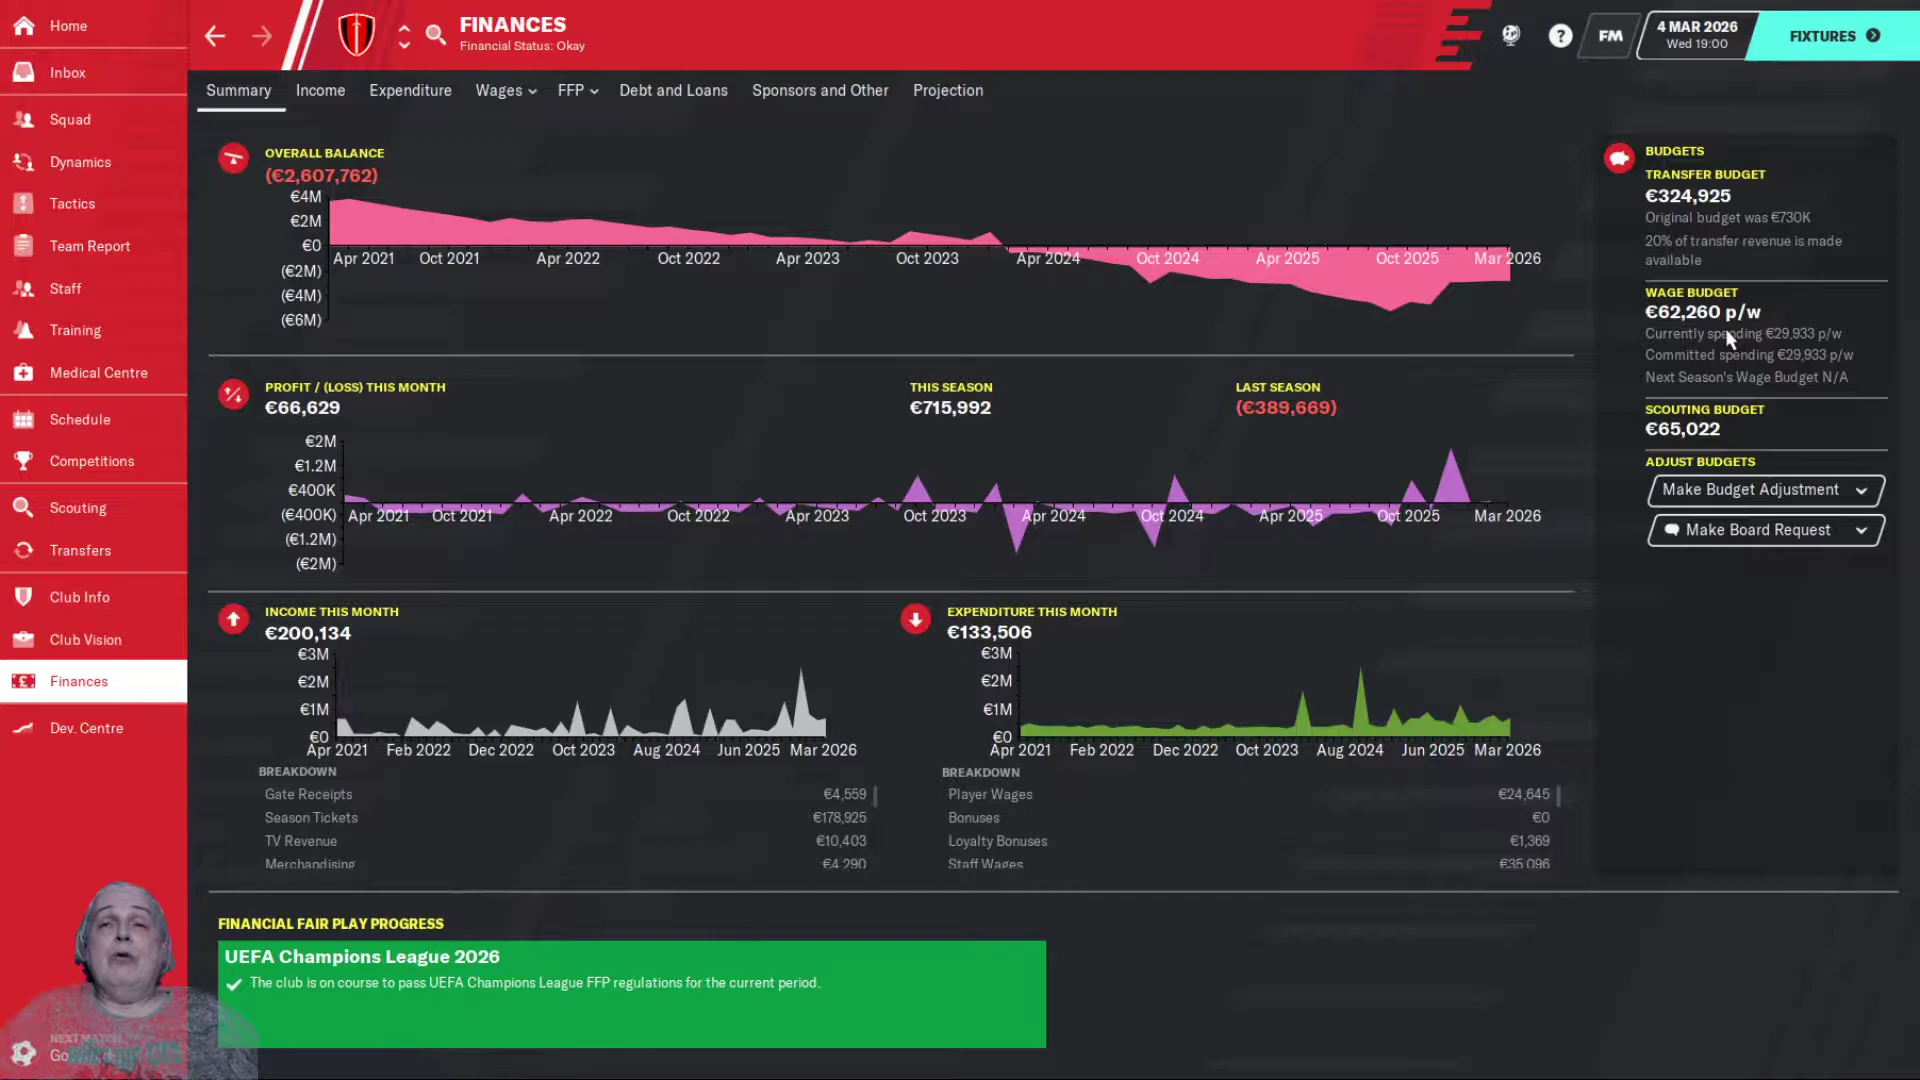 Home
Inbox
Squad
Dynamics
Tactics
Team Report
Staff
Training
Medical Centre
Schedule
Competitions
Scouting
Transfers
Club Info
Club Vision
Finances
Dev. Centre
NEXT MATCH
FINANCES
Financial Status: Okay
?
FM
4 MAR 2026
Wed 19:00
FIXTURES
Summary Income Expenditure Wages FFP Debt and Loans Sponsors and Other Projection
OVERALL BALANCE
(€2,607,762)
€4M
€2M
€0
(€2M)
(€4M)
(€6M)
Apr 2021 Oct 2021 Apr 2022 Oct 2022 Apr 2023 Oct 2023 Apr 2024 Oct 2024 Apr 2025 Oct 2025 Mar 2026
PROFIT / (LOSS) THIS MONTH
€66,629
THIS SEASON
€715,992
LAST SEASON
(€389,669)
€2M
€1.2M
€400K
(€400K)
(€1.2M)
(€2M)
Apr 2021 Oct 2021 Apr 2022 Oct 2022 Apr 2023 Oct 2023 Apr 2024 Oct 2024 Apr 2025 Oct 2025 Mar 2026
INCOME THIS MONTH
€200,134
€3M
€2M
€1M
€0
Apr 2021 Feb 2022 Dec 2022 Oct 2023 Aug 2024 Jun 2025 Mar 2026
BREAKDOWN
Gate Receipts €4,559
Season Tickets €178,925
TV Revenue €10,403
Merchandising €4,290
EXPENDITURE THIS MONTH
€133,506
€3M
€2M
€1M
€0
Apr 2021 Feb 2022 Dec 2022 Oct 2023 Aug 2024 Jun 2025 Mar 2026
BREAKDOWN
Player Wages €24,645
Bonuses €0
Loyalty Bonuses €1,369
Staff Wages €35,096
FINANCIAL FAIR PLAY PROGRESS
UEFA Champions League 2026
The club is on course to pass UEFA Champions League FFP regulations for the current period.
BUDGETS
TRANSFER BUDGET
€324,925
Original budget was €730K
20% of transfer revenue is made
available
WAGE BUDGET
€62,260 p/w
Currently spending €29,933 p/w
Committed spending €29,933 p/w
Next Season's Wage Budget N/A
SCOUTING BUDGET
€65,022
ADJUST BUDGETS
Make Budget Adjustment
Make Board Request